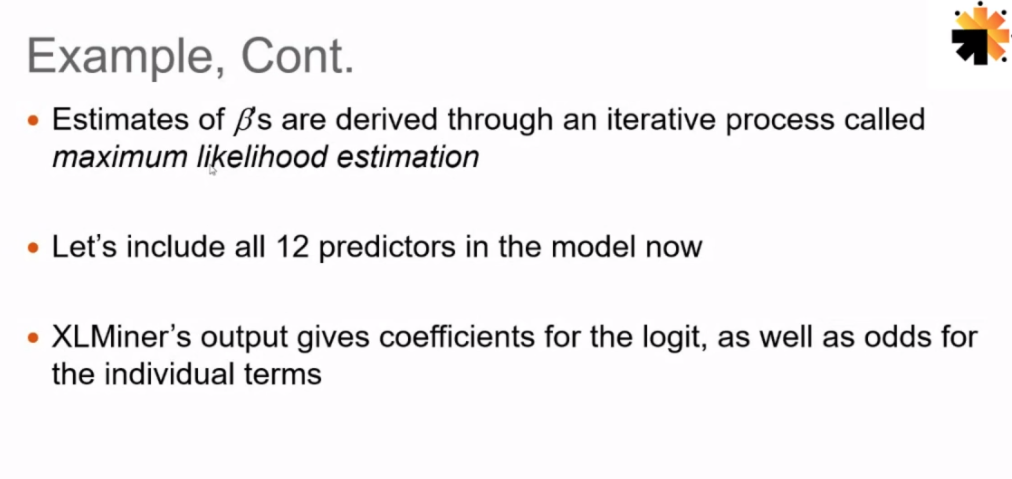 Example, Cont.
• Estimates of β's are derived through an iterative process called
maximum likelihood estimation
• Let's include all 12 predictors in the model now
• XLMiner's output gives coefficients for the logit, as well as odds for
the individual terms